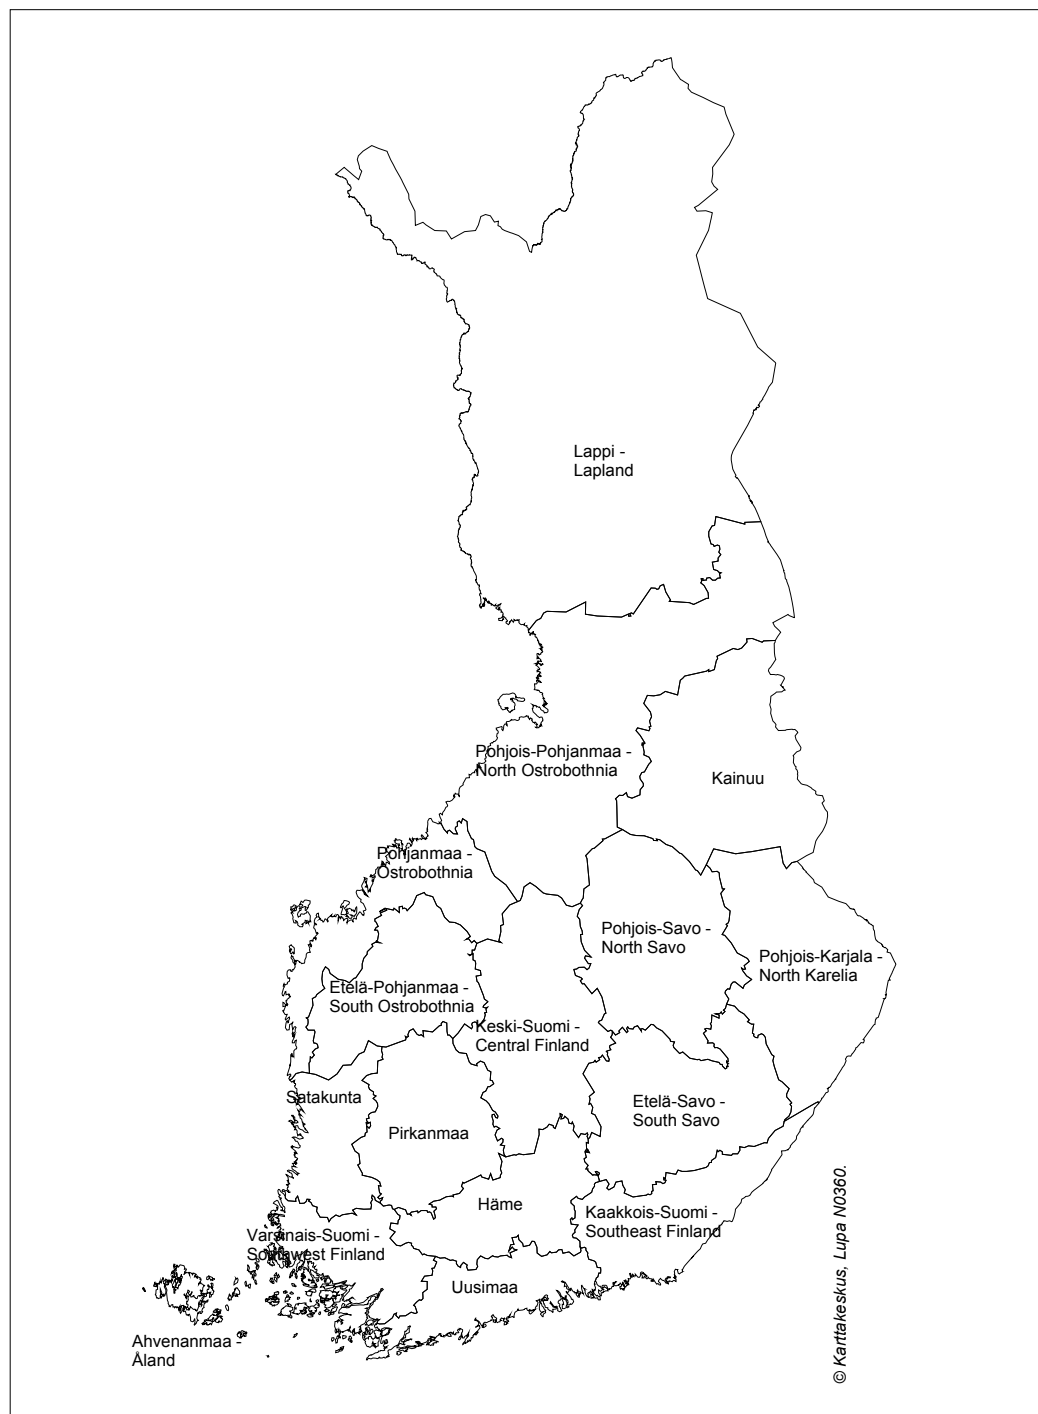 Lappi -
Lapland
Pohjois-Pohjanmaa -
North Ostrobothnia
Kainuu
Pohjanmaa -
Ostrobothnia
Pohjois-Savo -
North Savo
Pohjois-Karjala -
North Karelia
Etelä-Pohjanmaa -
South Ostrobothnia
Keski-Suomi -
Central Finland
Satakunta
Etelä-Savo -
South Savo
Pirkanmaa
Häme
Kaakkois-Suomi -
Southeast Finland
Varsinais-Suomi -
Southwest Finland
Uusimaa
Ahvenanmaa -
Åland
© Karttakeskus, Lupa N0360.